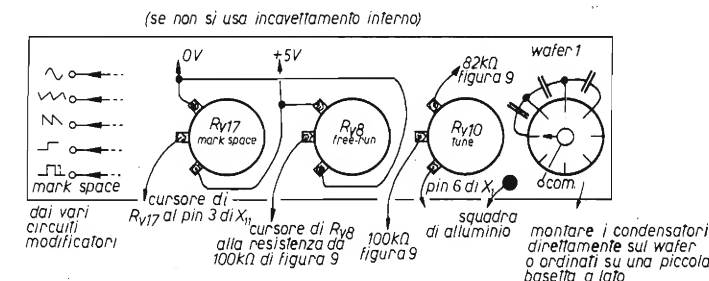 (se non si usa incavettamento interno)
0V
+5V
wafer 1
82kΩ
figura 9
Rv17
mark space
Rv8
free-run
Rv10
tune
mark space
com.
pin 6 di X1
dai vari
circuiti
modificatori
cursore di
Rv17 al pin 3 di X11
cursore di Rv8
alla resistenza da
100kΩ di figura 9
100kΩ
figura 9
squadra
di alluminio
montare i condensatori
direttamente sul wafer
o ordinati su una piccola
basetta a lato